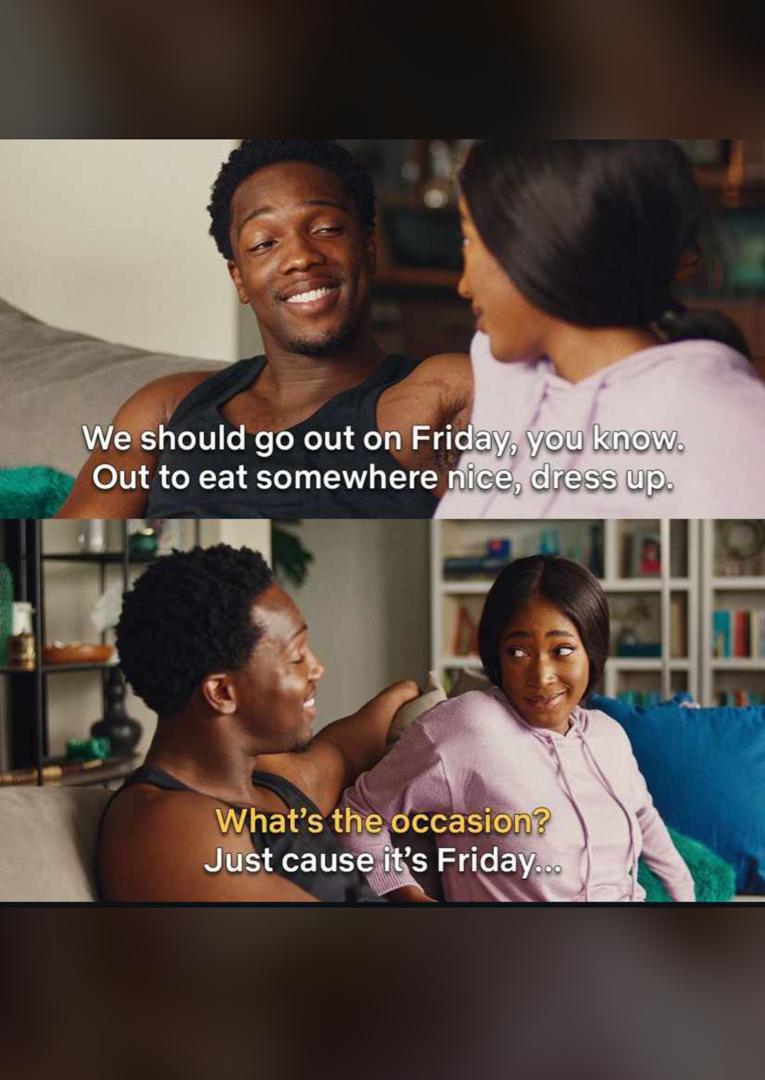 We should go out on Friday, you know.
Out to eat somewhere nice, dress up.
What's the occasion?
Just cause it's Friday...